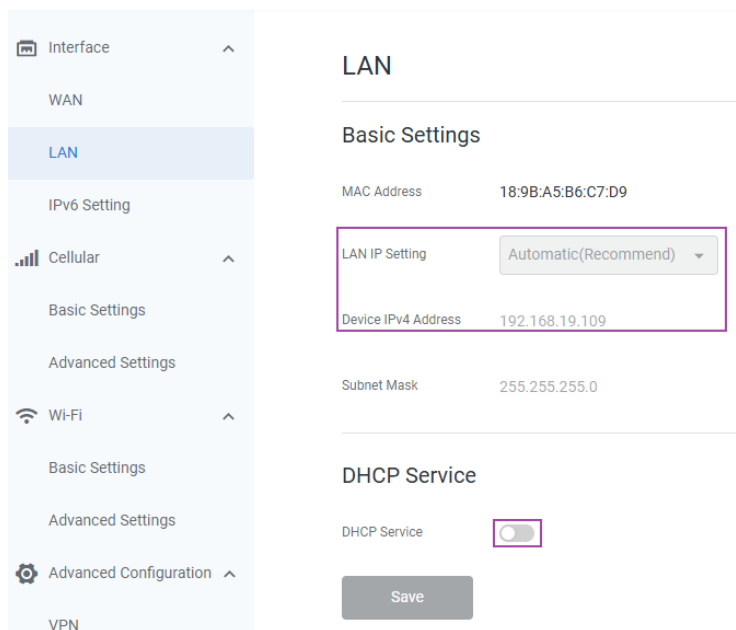 Interface
WAN
LAN
IPv6 Setting
Cellular
Basic Settings
Advanced Settings
Wi-Fi
Basic Settings
Advanced Settings
Advanced Configuration
VPN
LAN
Basic Settings
MAC Address 18:9B:A5:B6:C7:D9
LAN IP Setting Automatic(Recommend)
Device IPv4 Address 192.168.19.109
Subnet Mask 255.255.255.0
DHCP Service
DHCP Service
Save